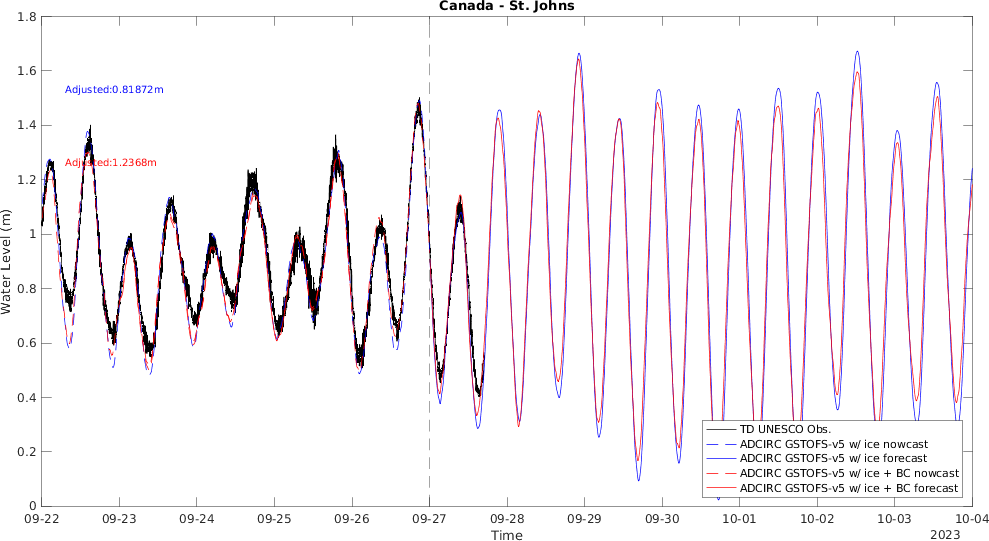 Canada - St. Johns
1.8
1.6
1.4
1.2
1
0.8
0.6
0.4
0.2
0
Water Level (m)
Adjusted:0.81872m
Adjusted:1.2368m
TD UNESCO Obs.
ADCIRC GSTOFS-v5 w/ ice nowcast
ADCIRC GSTOFS-v5 w/ ice forecast
ADCIRC GSTOFS-v5 w/ ice + BC nowcast
ADCIRC GSTOFS-v5 w/ ice + BC forecast
09-22 09-23 09-24 09-25 09-26 09-27 09-28 09-29 09-30 10-01 10-02 10-03 10-04
Time
2023